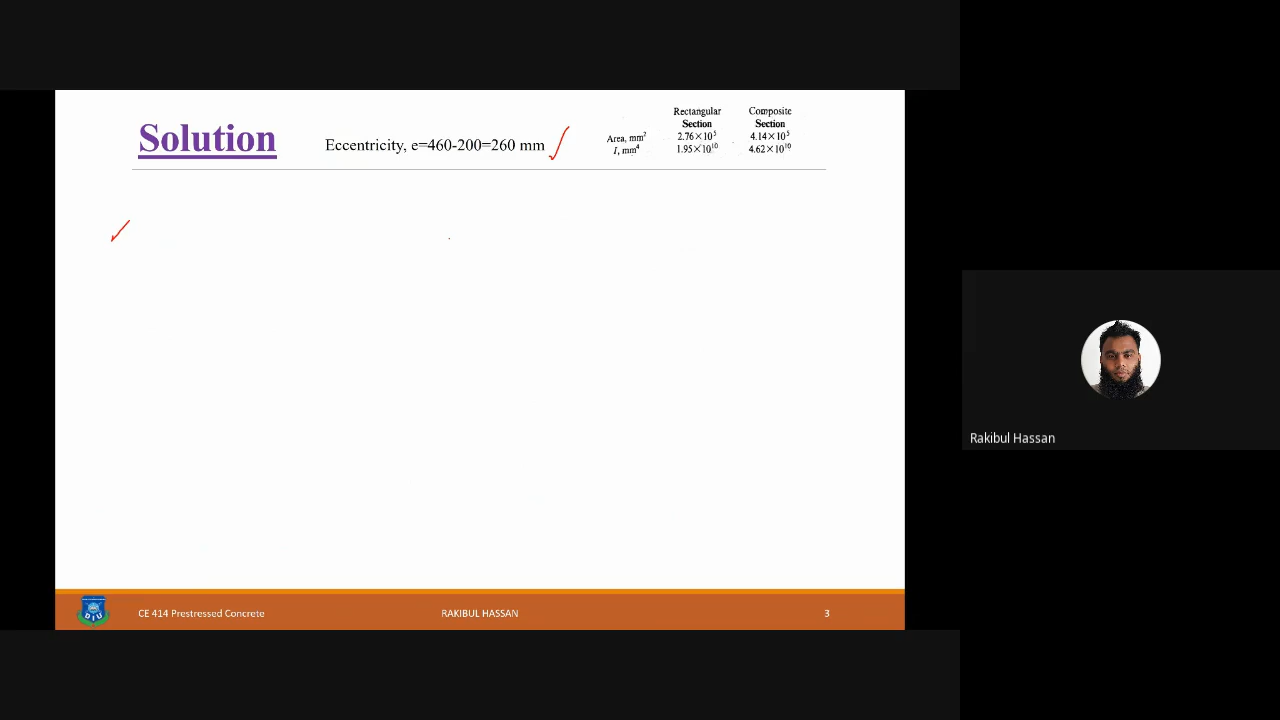 Solution
Eccentricity, e=460-200=260 mm
Rectangular Composite
Section Section
Area, mm² 2.76×10⁵ 4.14×10⁵
I, mm⁴ 1.95×10¹⁰ 4.62×10¹⁰
Rakibul Hassan
DIU
CE 414 Prestressed Concrete RAKIBUL HASSAN 3